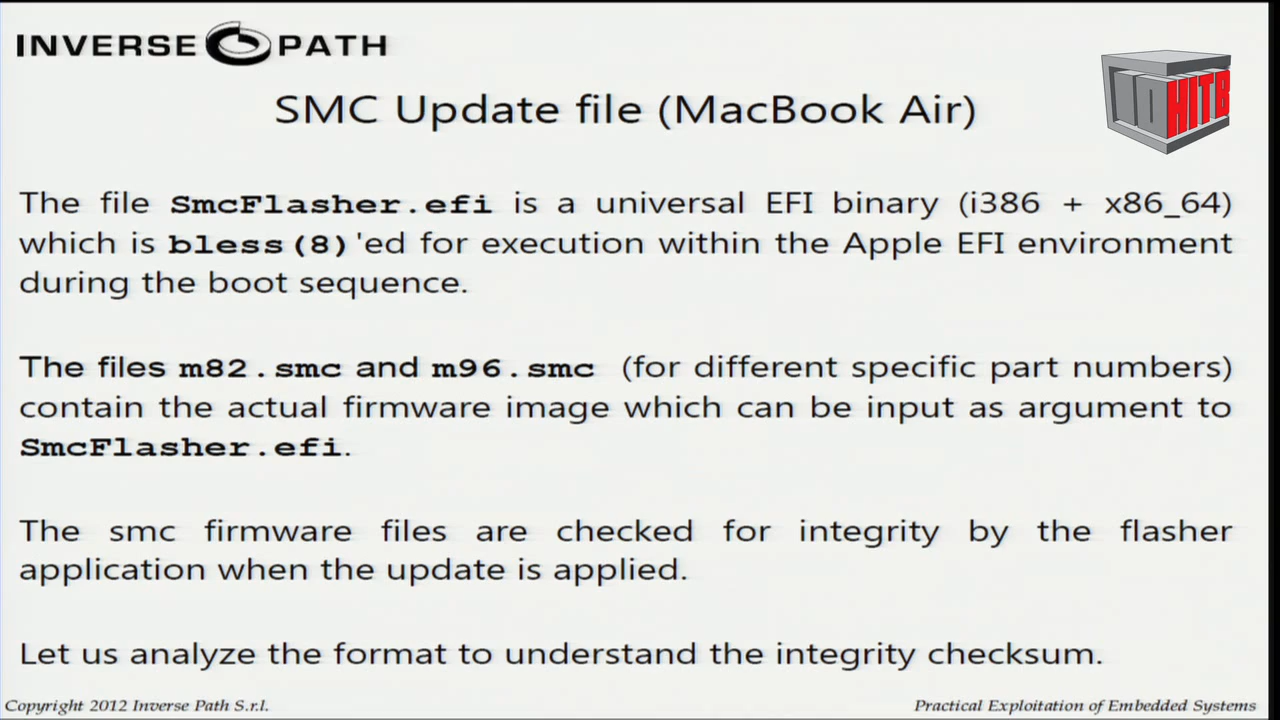 INVERSE PATH
10 HITB
SMC Update file (MacBook Air)
The file SmcFlasher.efi is a universal EFI binary (i386 + x86_64)
which is bless(8)'ed for execution within the Apple EFI environment
during the boot sequence.
The files m82.smc and m96.smc (for different specific part numbers)
contain the actual firmware image which can be input as argument to
SmcFlasher.efi.
The smc firmware files are checked for integrity by the flasher
application when the update is applied.
Let us analyze the format to understand the integrity checksum.
Copyright 2012 Inverse Path S.r.l.
Practical Exploitation of Embedded Systems